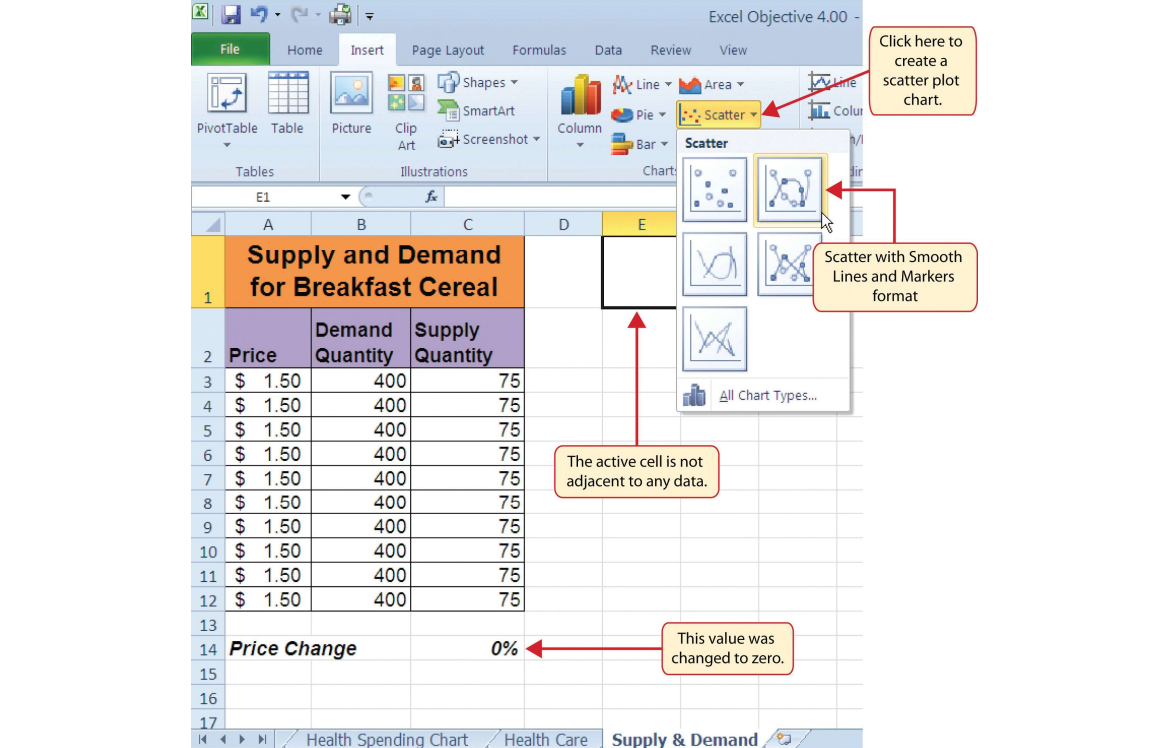 Excel Objective 4.00 -
File Home Insert Page Layout Formulas Data Review View
Click here to
create a
scatter plot
chart.
Shapes
Line Area Line
SmartArt
Pie Scatter Colu
PivotTable Table Picture Clip Art Screenshot Column Bar
Tables Illustrations Chart
Scatter
E1 fx
A B C D E
Scatter with Smooth
Lines and Markers
format
All Chart Types...
1 Supply and Demand
for Breakfast Cereal
2 Price Demand Quantity Supply Quantity
3 $ 1.50 400 75
4 $ 1.50 400 75
5 $ 1.50 400 75
6 $ 1.50 400 75
7 $ 1.50 400 75
8 $ 1.50 400 75
9 $ 1.50 400 75
10 $ 1.50 400 75
11 $ 1.50 400 75
12 $ 1.50 400 75
The active cell is not
adjacent to any data.
13
14 Price Change 0%
This value was
changed to zero.
15
16
17
Health Spending Chart Health Care Supply & Demand